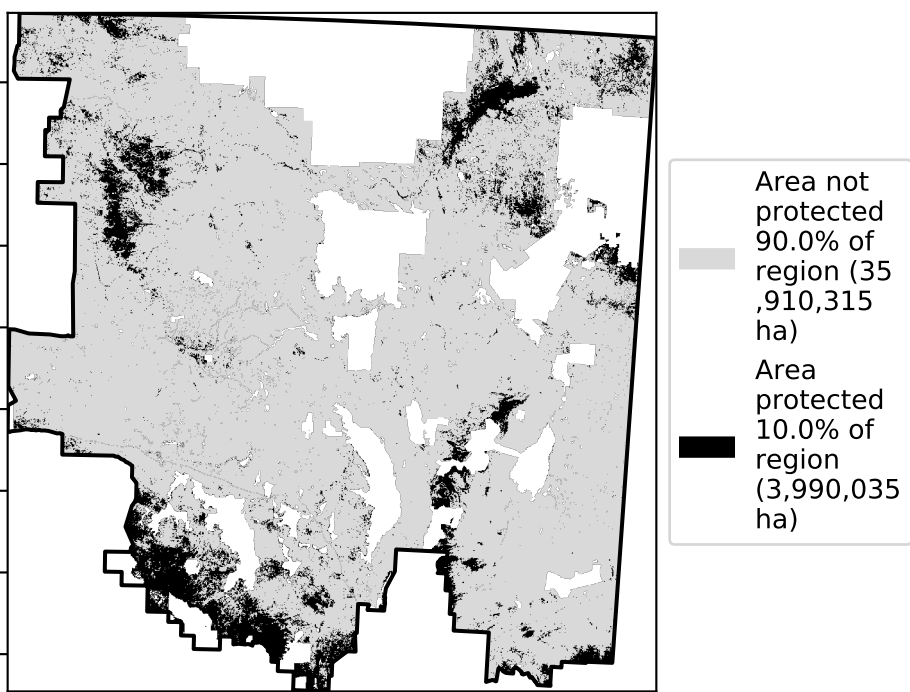 Area not
protected
90.0% of
region (35
,910,315
ha)
Area
protected
10.0% of
region
(3,990,035
ha)